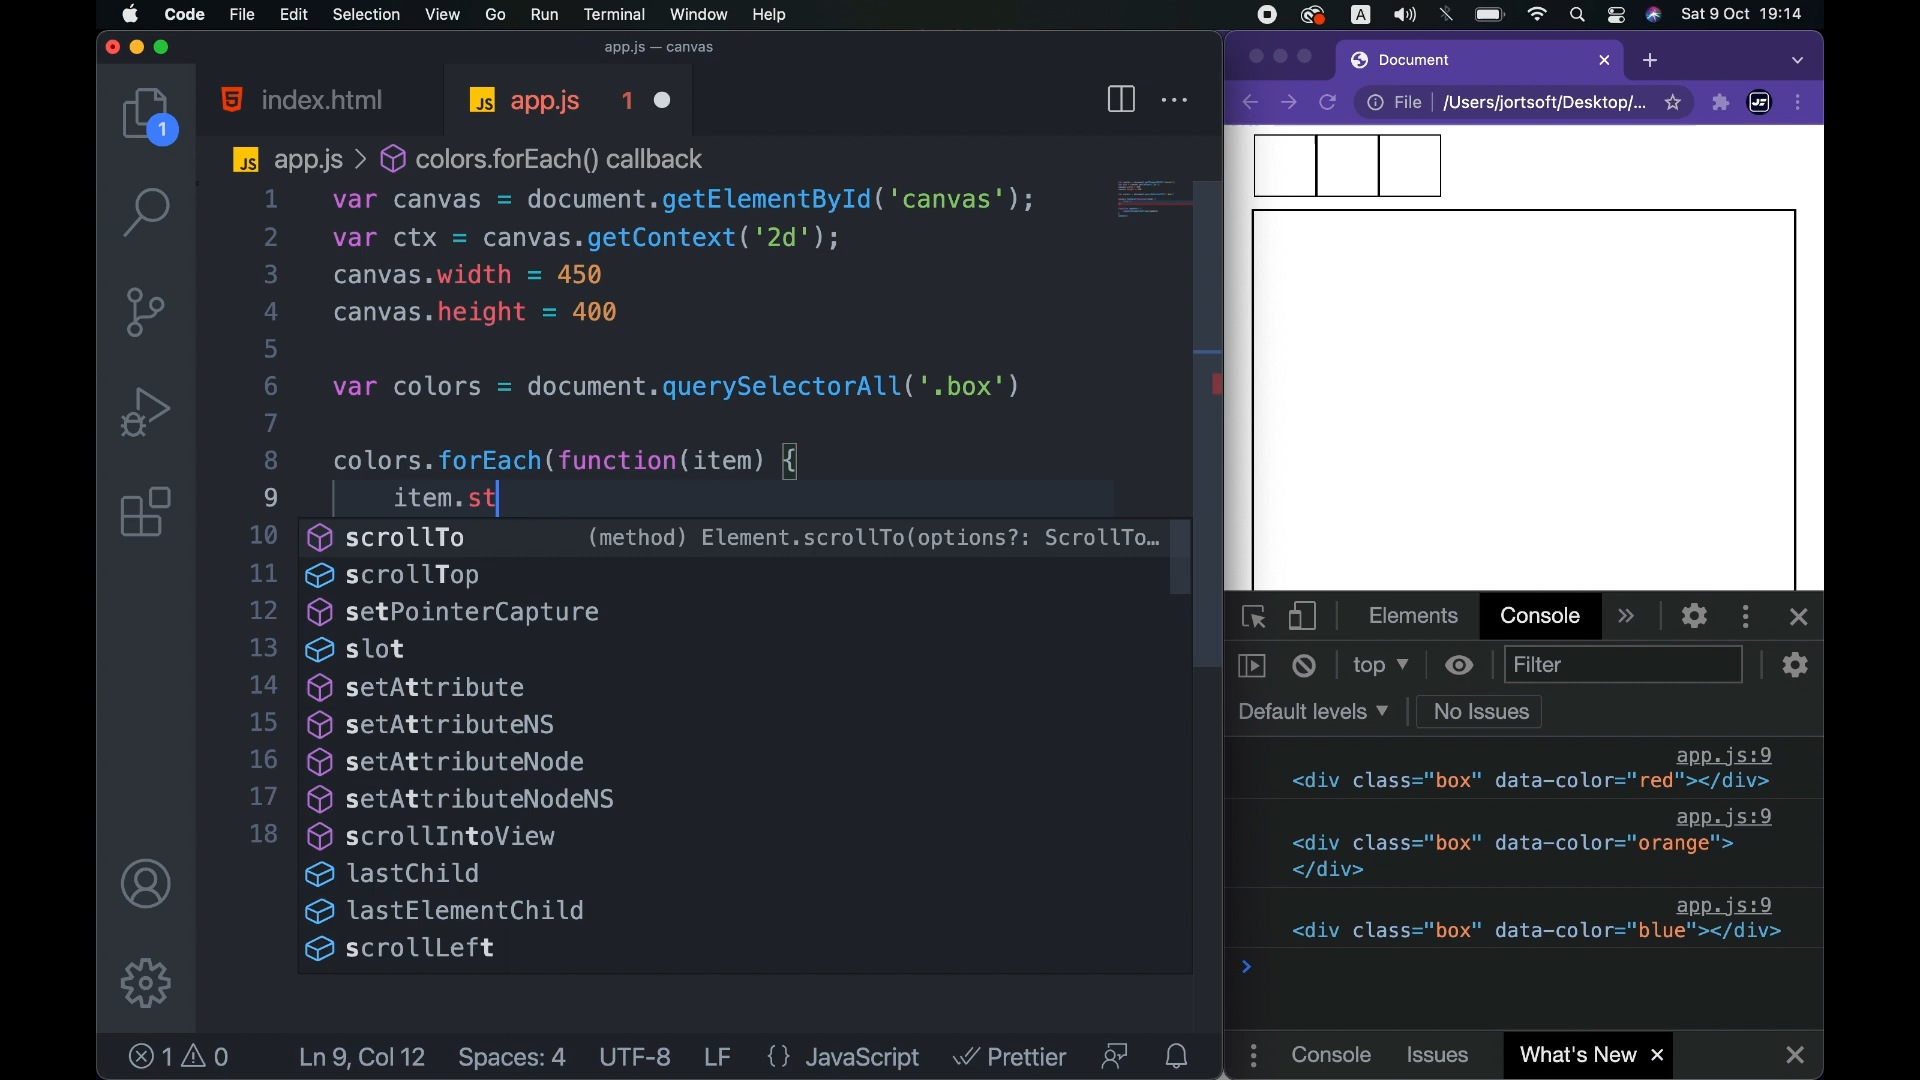 Code File Edit Selection View Go Run Terminal Window Help
A Sat 9 Oct 19:14
app.js — canvas
index.html
JS app.js 1
JS app.js > colors.forEach() callback
1 var canvas = document.getElementById('canvas');
2 var ctx = canvas.getContext('2d');
3 canvas.width = 450
4 canvas.height = 400
5
6 var colors = document.querySelectorAll('.box')
7
8 colors.forEach(function(item) {
9 item.st
10 scrollTo (method) Element.scrollTo(options?: ScrollTo…
11 scrollTop
12 setPointerCapture
13 slot
14 setAttribute
15 setAttributeNS
16 setAttributeNode
17 setAttributeNodeNS
18 scrollIntoView
lastChild
lastElementChild
scrollLeft
1
1 0 Ln 9, Col 12 Spaces: 4 UTF-8 LF {} JavaScript Prettier
Document
File /Users/jortsoft/Desktop/...
Elements Console
top Filter
Default levels No Issues
app.js:9
<div class="box" data-color="red"></div>
app.js:9
<div class="box" data-color="orange">
</div>
app.js:9
<div class="box" data-color="blue"></div>
Console Issues What's New